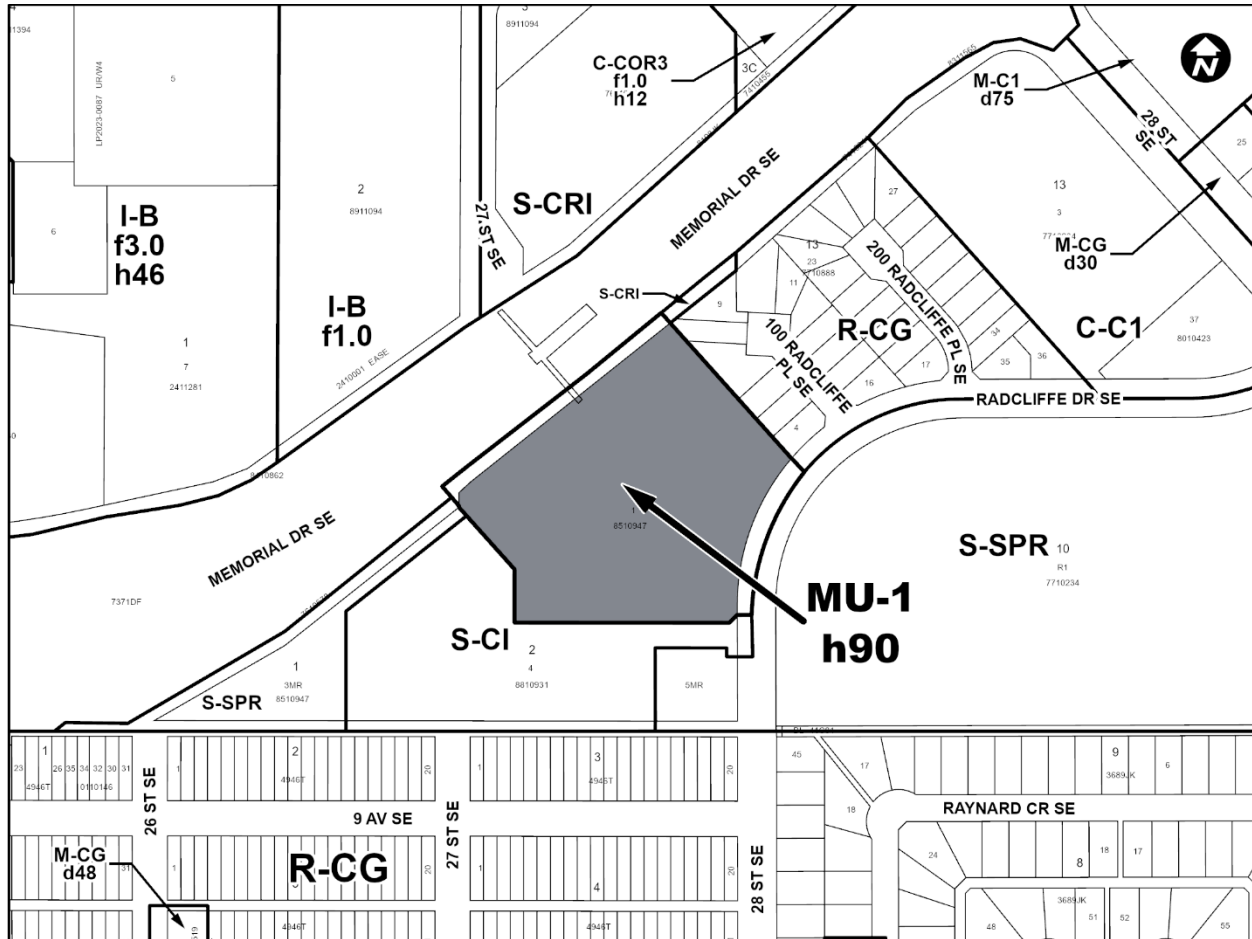 3
8911094
5
C-COR3
f1.0
h12
3C
7410455
8311565
N
M-C1
d75
28 ST
SE
25
LP2023-0087 UR/W4
2
8911094
27 ST SE
S-CRI
MEMORIAL DR SE
27
13
3
M-CG
d30
6
I-B
f3.0
h46
I-B
f1.0
S-CRI
9
13
23
7710888
11
200 RADCLIFFE PL SE
R-CG
C-C1
37
8010423
1
7
2411281
2410001 EASE
100 RADCLIFFE
PL SE
34
35
36
17
16
4
RADCLIFFE DR SE
8410862
1
8510947
MEMORIAL DR SE
7371DF
S-SPR
10
R1
7710234
MU-1
h90
S-CI
2
4
8810931
5MR
1
3MR
8510947
S-SPR
1
23
26 35 34 32 30 31
4946T
0110146
1
2
4946T
20
1
3
4946T
20
45
17
9
3689JK
6
26 ST SE
9 AV SE
27 ST SE
28 ST SE
18
RAYNARD CR SE
M-CG
d48
31
1
R-CG
20
1
4
20
24
8
18
17
4946T
4946T
3689JK
48
51
52
55